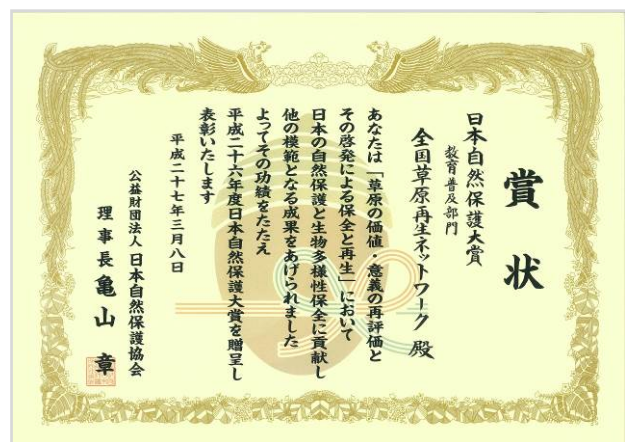 賞状
日本自然保護大賞
教育普及部門
全国草原再生ネットワーク殿
あなたは「草原の価値・意義の再評価と
その啓発による保全と再生」において
日本の自然保護と生物多様性保全に貢献し
他の模範となる成果をあげられました
よってその功績をたたえ
平成二十六年度日本自然保護大賞を贈呈し
表彰いたします
平成二十七年三月八日
公益財団法人日本自然保護協会
理事長亀山章